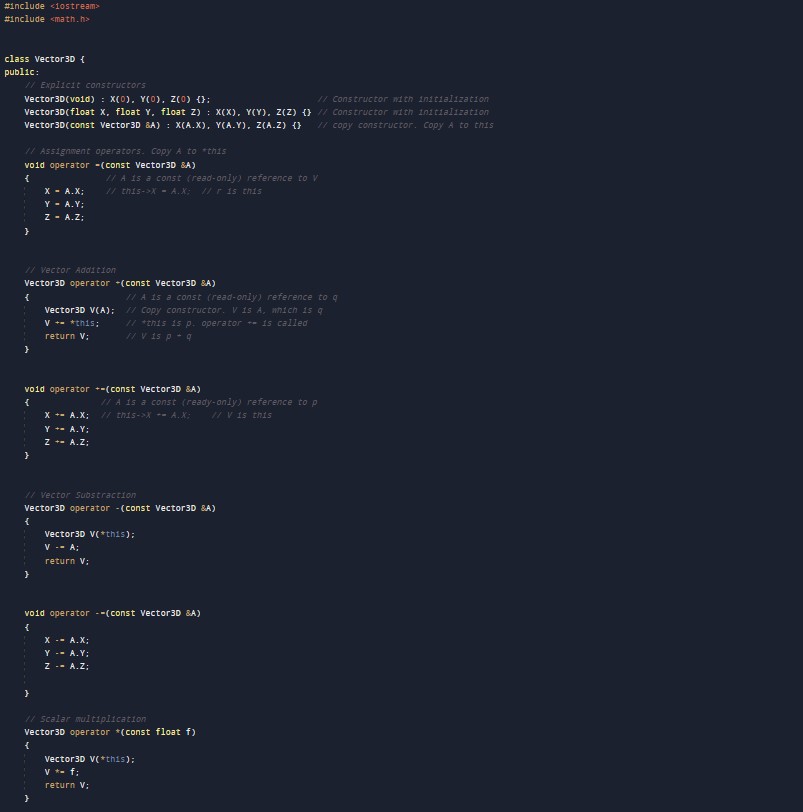 #include <iostream>
#include <math.h>
class Vector3D {
public:
// Explicit constructors
Vector3D(void) : X(0), Y(0), Z(0) {}; // Constructor with initialization
Vector3D(float X, float Y, float Z) : X(X), Y(Y), Z(Z) {} // Constructor with initialization
Vector3D(const Vector3D &A) : X(A.X), Y(A.Y), Z(A.Z) {} // copy constructor. Copy A to this
// Assignment operators. Copy A to *this
void operator =(const Vector3D &A)
{ // A is a const (read-only) reference to V
X = A.X; // this->X = A.X; // r is this
Y = A.Y;
Z = A.Z;
}
// Vector Addition
Vector3D operator +(const Vector3D &A)
{ // A is a const (read-only) reference to q
Vector3D V(A); // Copy constructor. V is A, which is q
V += *this; // *this is p. operator += is called
return V; // V is p + q
}
void operator +=(const Vector3D &A)
{ // A is a const (ready-only) reference to p
X += A.X; // this->X += A.X; // V is this
Y += A.Y;
Z += A.Z;
}
// Vector Substraction
Vector3D operator -(const Vector3D &A)
{
Vector3D V(*this);
V -= A;
return V;
}
void operator -=(const Vector3D &A)
{
X -= A.X;
Y -= A.Y;
Z -= A.Z;
}
// Scalar multiplication
Vector3D operator *(const float f)
{
Vector3D V(*this);
V *= f;
return V;
}